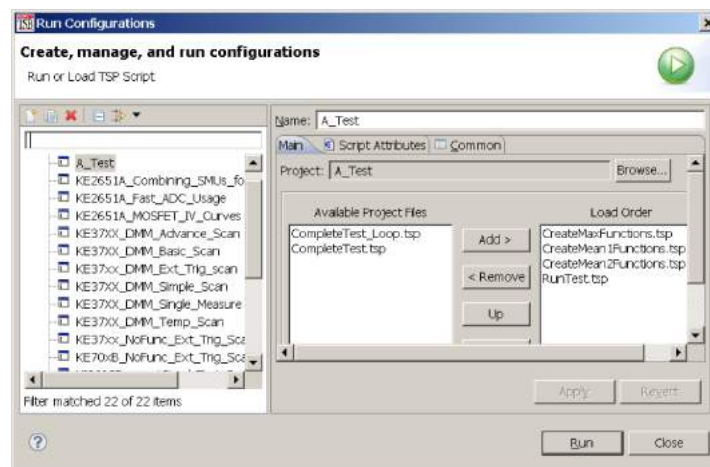 TSB Run Configurations
Create, manage, and run configurations
Run or Load TSP Script
A_Test
KE2651A_Combining_SMUs_fo
KE2651A_Fast_ADC_Usage
KE2651A_MOSFET_IV_Curves
KE37XX_DMM_Advance_Scan
KE37XX_DMM_Basic_Scan
KE37xx_DMM_Ext_Trig_scan
KE37XX_DMM_Simple_Scan
KE37XX_DMM_Single_Measure
KE37XX_DMM_Temp_Scan
KE37xx_NoFunc_Ext_Trig_Sca
KE70xB_NoFunc_Ext_Trig_Sca
Filter matched 22 of 22 items
Name: A_Test
Main Script Attributes Common
Project: A_Test Browse...
Available Project Files
CompleteTest_Loop.tsp
CompleteTest.tsp
Add >
< Remove
Up
Load Order
CreateMaxFunctions.tsp
CreateMean1Functions.tsp
CreateMean2Functions.tsp
RunTest.tsp
Apply Revert
? Run Close